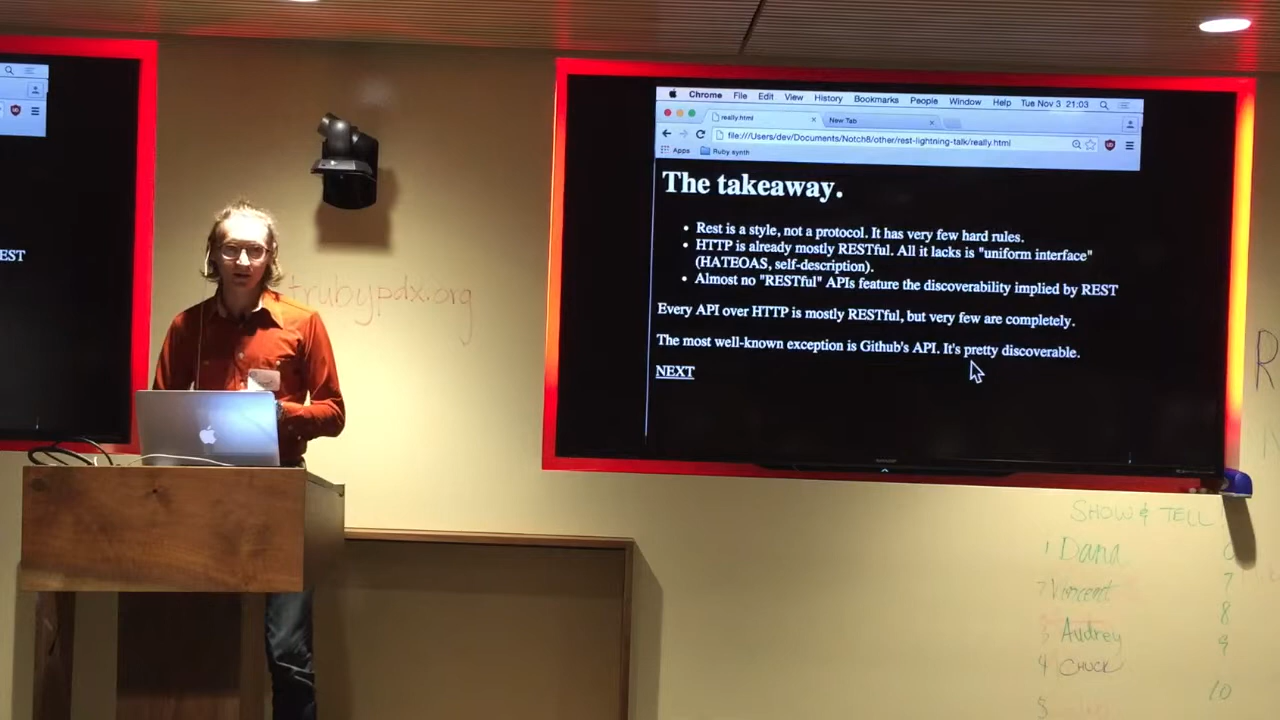 Chrome File Edit View History Bookmarks People Window Help Tue Nov 3 21:03
really.html New Tab
file:///Users/dev/Documents/Notch8/other/rest-lightning-talk/really.html
Apps Ruby synth
The takeaway.
• Rest is a style, not a protocol. It has very few hard rules.
• HTTP is already mostly RESTful. All it lacks is "uniform interface"
(HATEOAS, self-description).
• Almost no "RESTful" APIs feature the discoverability implied by REST
Every API over HTTP is mostly RESTful, but very few are completely.
The most well-known exception is Github's API. It's pretty discoverable.
NEXT
EST
trubypdx.org
R
SHOW & TELL
1 Dana 6
2 Vincent 7
8
3 Audrey 9
4 CHUCK
10
5